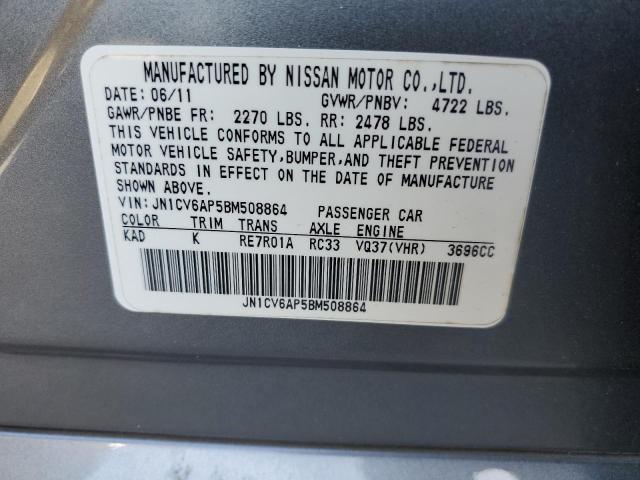 MANUFACTURED BY NISSAN MOTOR CO.,LTD.
DATE: 06/11 GVWR/PNBV: 4722 LBS.
GAWR/PNBE FR: 2270 LBS. RR: 2478 LBS.
THIS VEHICLE CONFORMS TO ALL APPLICABLE FEDERAL
MOTOR VEHICLE SAFETY,BUMPER,AND THEFT PREVENTION
STANDARDS IN EFFECT ON THE DATE OF MANUFACTURE
SHOWN ABOVE.
VIN: JN1CV6AP5BM508864 PASSENGER CAR
COLOR TRIM TRANS AXLE ENGINE
KAD K RE7R01A RC33 VQ37(VHR) 3696CC
JN1CV6AP5BM508864